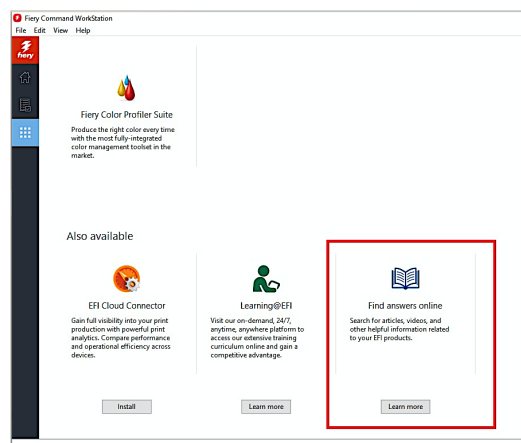 Fiery Command WorkStation
File Edit View Help
fiery
Fiery Color Profiler Suite
Produce the right color every time
with the most fully-integrated
color management toolset in the
market.
Also available
EFI Cloud Connector
Gain full visibility into your print
production with powerful print
analytics. Compare performance
and operational efficiency across
devices.
Install
Learning@EFI
Visit our on-demand, 24/7,
anytime, anywhere platform to
access our extensive training
curriculum online and gain a
competitive advantage.
Learn more
Find answers online
Search for articles, videos, and
other helpful information related
to your EFI products.
Learn more